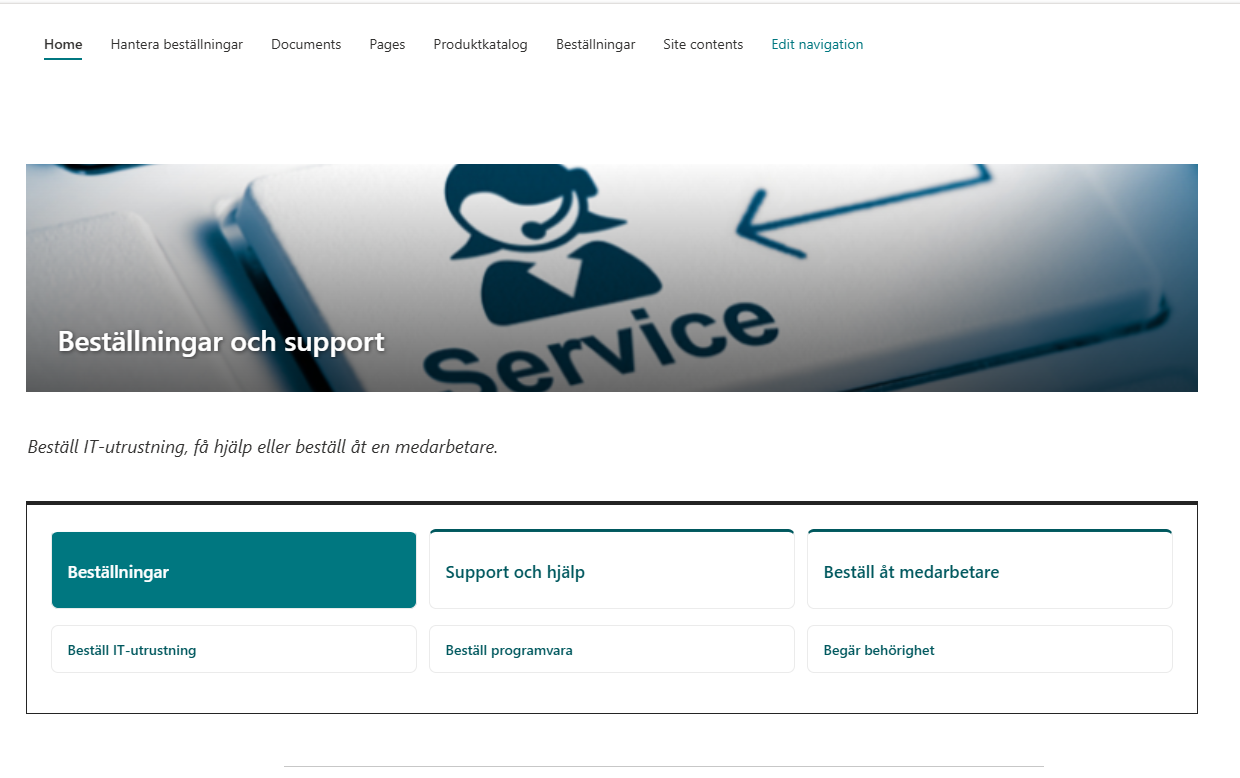 Home Hantera beställningar Documents Pages Produktkatalog Beställningar Site contents Edit navigation
Service
Beställningar och support
Beställ IT-utrustning, få hjälp eller beställ åt en medarbetare.
Beställningar Support och hjälp Beställ åt medarbetare
Beställ IT-utrustning Beställ programvara Begär behörighet